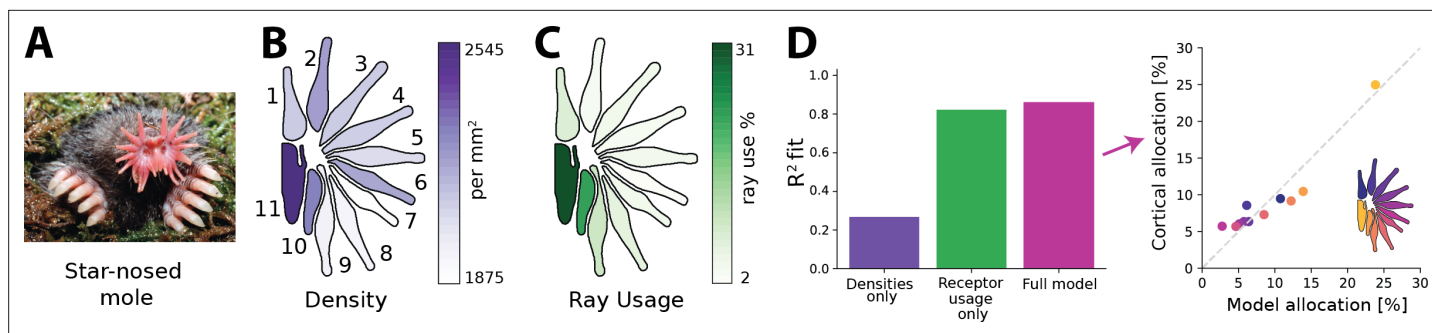 A
Star-nosed
mole
B
1
2
3
4
5
6
7
8
9
10
11
Density
2545
per mm²
1875
C
Ray Usage
31
ray use %
2
D
R² fit
1.0
0.8
0.6
0.4
0.2
0.0
Densities
only
Receptor
usage
only
Full model
Cortical allocation [%]
30
25
20
15
10
5
0
0 5 10 15 20 25 30
Model allocation [%]